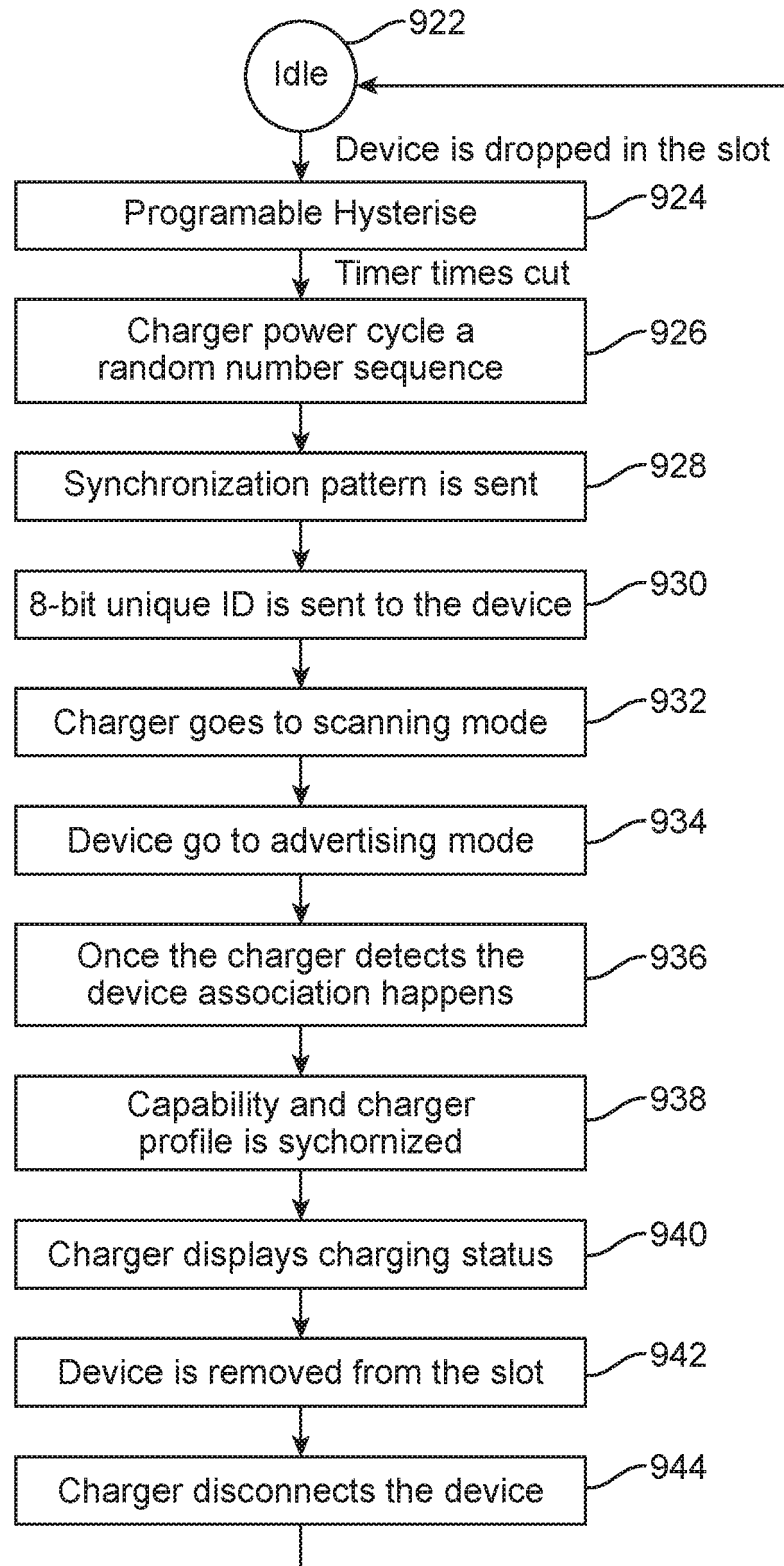 922
Idle
Device is dropped in the slot
Programable Hysterise
924
Timer times cut
Charger power cycle a
random number sequence
926
Synchronization pattern is sent
928
8-bit unique ID is sent to the device
930
Charger goes to scanning mode
932
Device go to advertising mode
934
Once the charger detects the
device association happens
936
Capability and charger
profile is sychornized
938
Charger displays charging status
940
Device is removed from the slot
942
Charger disconnects the device
944